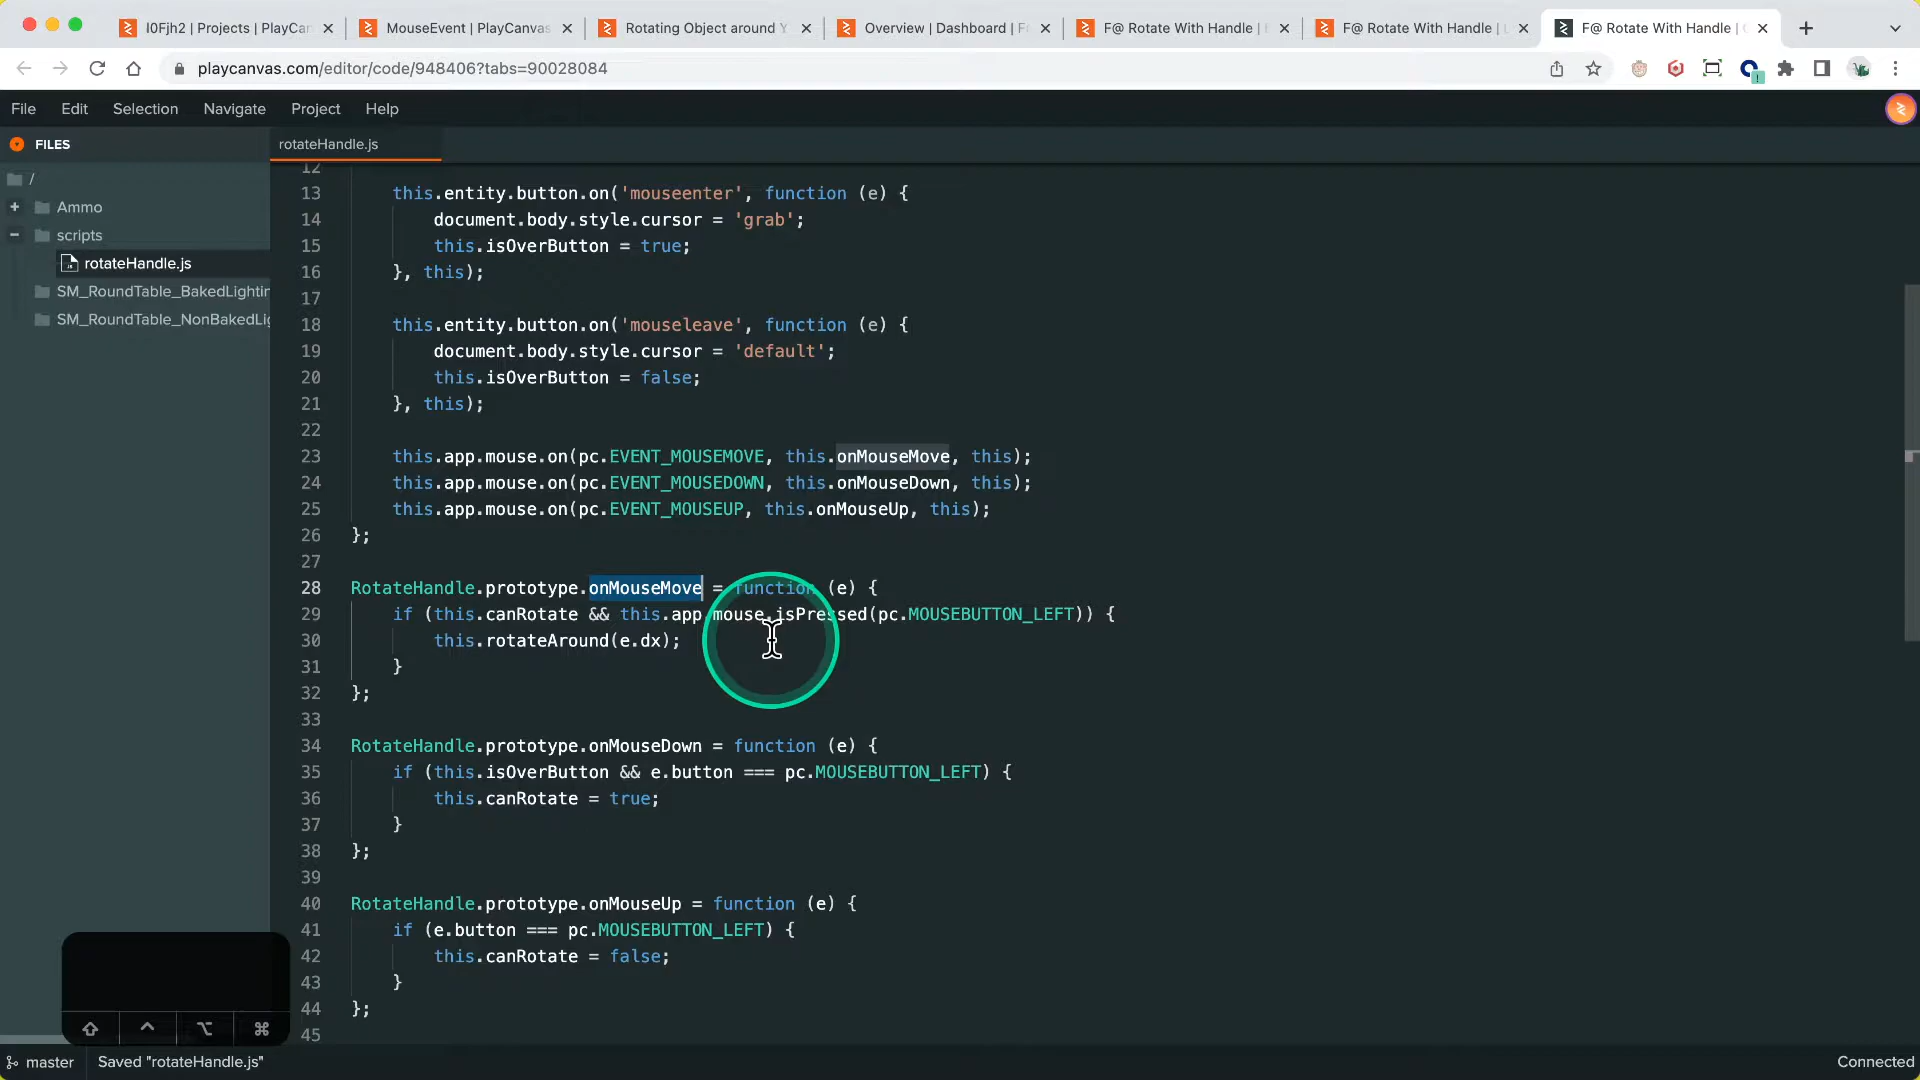 I0Fjh2 | Projects | PlayCan
MouseEvent | PlayCanvas
Rotating Object around Y
Overview | Dashboard | F
F@ Rotate With Handle |
F@ Rotate With Handle |
F@ Rotate With Handle |
playcanvas.com/editor/code/948406?tabs=90028084
File Edit Selection Navigate Project Help
FILES
rotateHandle.js
/
Ammo
scripts
rotateHandle.js
SM_RoundTable_BakedLightin
SM_RoundTable_NonBakedLig
12
13 this.entity.button.on('mouseenter', function (e) {
14 document.body.style.cursor = 'grab';
15 this.isOverButton = true;
16 }, this);
17
18 this.entity.button.on('mouseleave', function (e) {
19 document.body.style.cursor = 'default';
20 this.isOverButton = false;
21 }, this);
22
23 this.app.mouse.on(pc.EVENT_MOUSEMOVE, this.onMouseMove, this);
24 this.app.mouse.on(pc.EVENT_MOUSEDOWN, this.onMouseDown, this);
25 this.app.mouse.on(pc.EVENT_MOUSEUP, this.onMouseUp, this);
26 };
27
28 RotateHandle.prototype.onMouseMove = function (e) {
29 if (this.canRotate && this.app.mouse.isPressed(pc.MOUSEBUTTON_LEFT)) {
30 this.rotateAround(e.dx);
31 }
32 };
33
34 RotateHandle.prototype.onMouseDown = function (e) {
35 if (this.isOverButton && e.button === pc.MOUSEBUTTON_LEFT) {
36 this.canRotate = true;
37 }
38 };
39
40 RotateHandle.prototype.onMouseUp = function (e) {
41 if (e.button === pc.MOUSEBUTTON_LEFT) {
42 this.canRotate = false;
43 }
44 };
45
master Saved "rotateHandle.js"
Connected